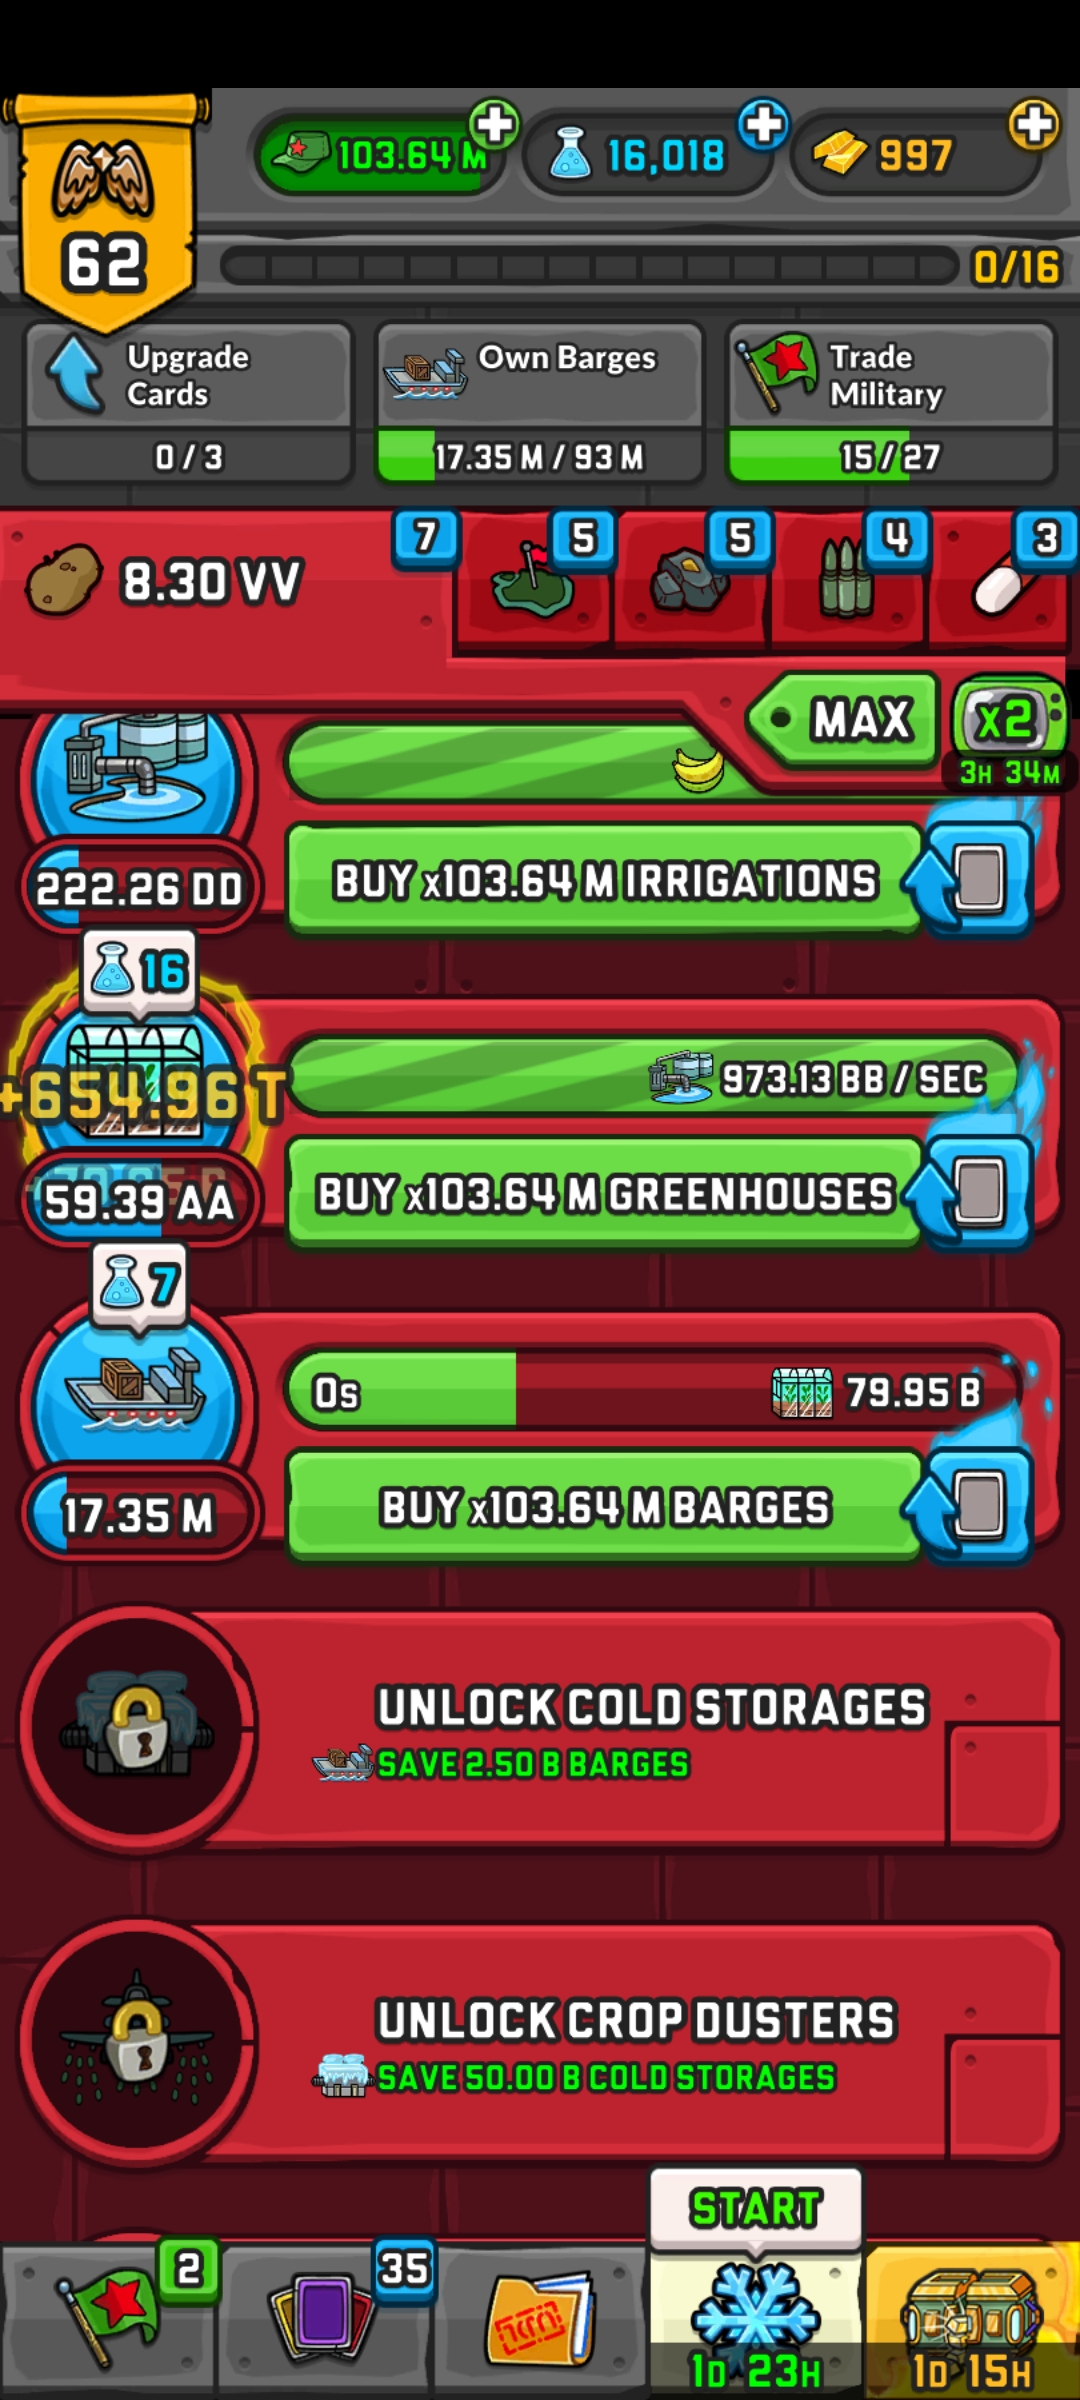 103.64 M
16,018
997
62
0/16
Upgrade
Cards
0 / 3
Own Barges
17.35 M / 93 M
Trade
Military
15 / 27
8.30 VV
7
5
5
4
3
MAX
x2
3H 34M
222.26 DD
BUY x103.64 M IRRIGATIONS
16
+654.96 T
973.13 BB / SEC
59.39 AA
BUY x103.64 M GREENHOUSES
7
0s
79.95 B
17.35 M
BUY x103.64 M BARGES
UNLOCK COLD STORAGES
SAVE 2.50 B BARGES
UNLOCK CROP DUSTERS
SAVE 50.00 B COLD STORAGES
START
2
35
1D 23H
1D 15H